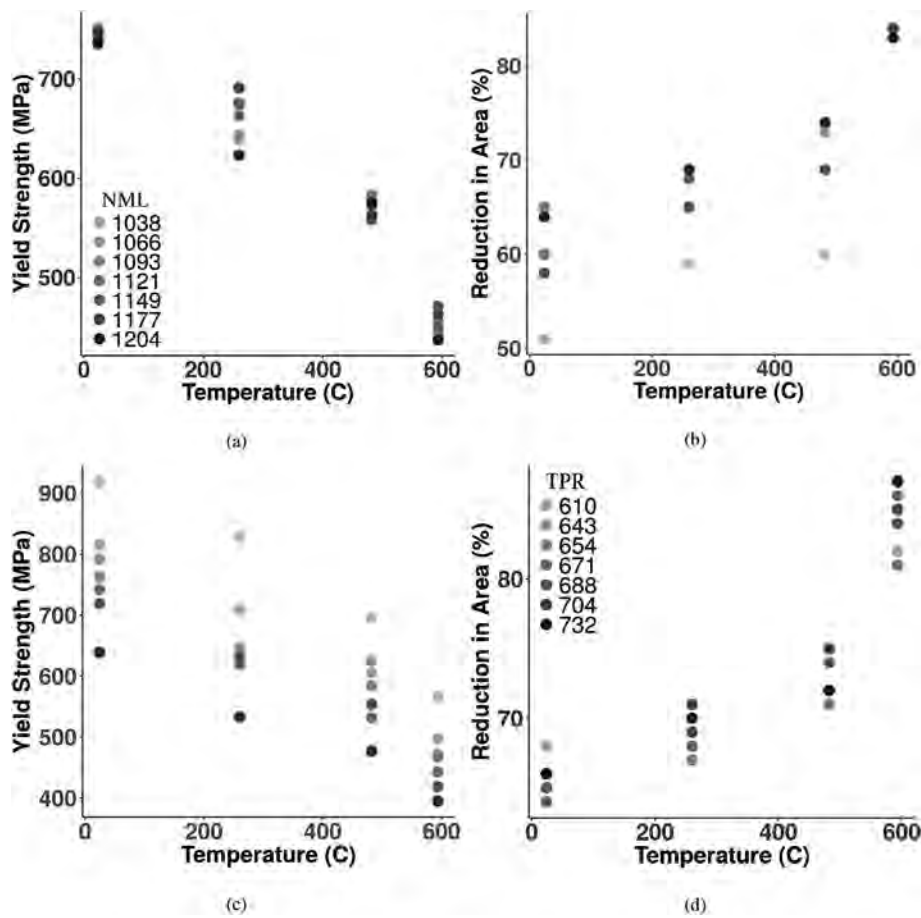 Yield Strength (MPa)
700
600
500
NML
1038
1066
1093
1121
1149
1177
1204
0 200 400 600
Temperature (C)
(a)
Reduction in Area (%)
80
70
60
50
0 200 400 600
Temperature (C)
(b)
Yield Strength (MPa)
900
800
700
600
500
400
0 200 400 600
Temperature (C)
(c)
Reduction in Area (%)
80
70
TPR
610
643
654
671
688
704
732
0 200 400 600
Temperature (C)
(d)